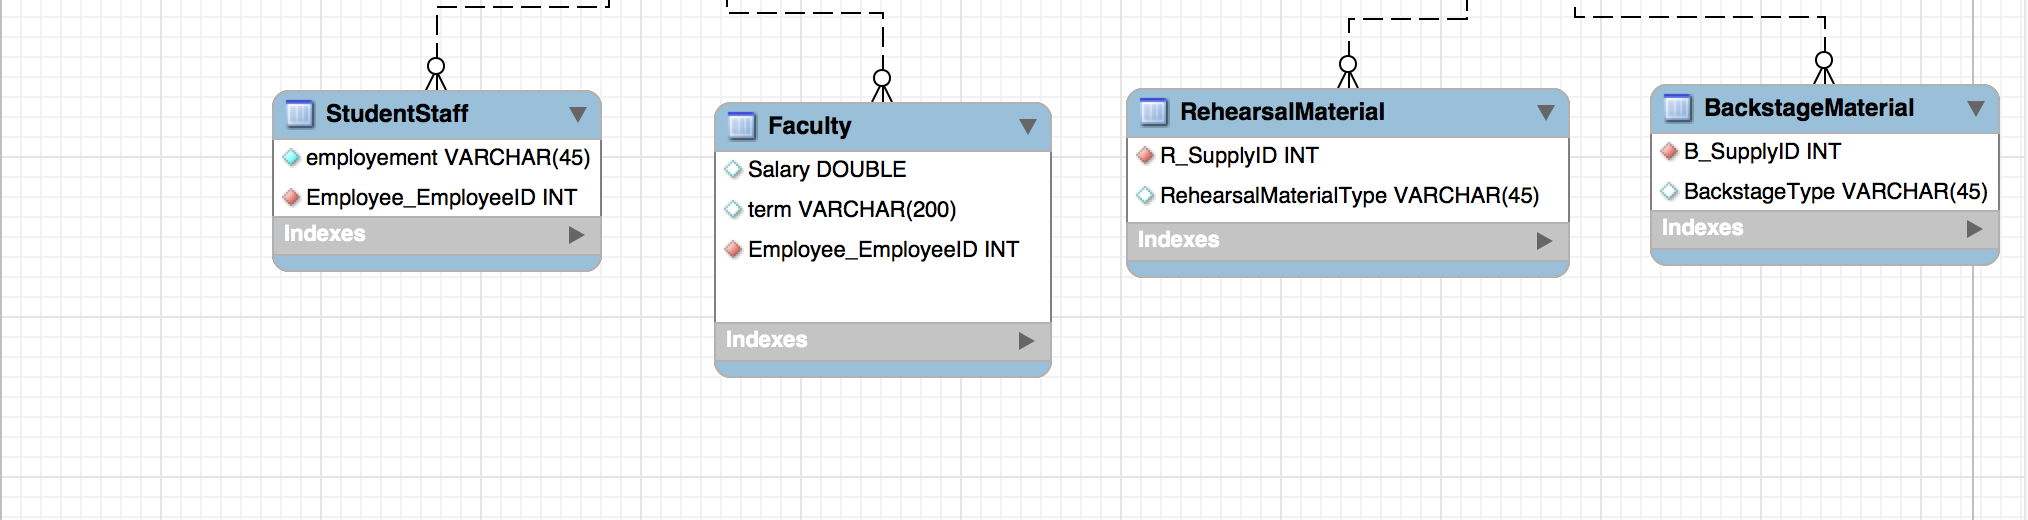 StudentStaff
employement VARCHAR(45)
Employee_EmployeeID INT
Indexes
Faculty
Salary DOUBLE
term VARCHAR(200)
Employee_EmployeeID INT
Indexes
RehearsalMaterial
R_SupplyID INT
RehearsalMaterialType VARCHAR(45)
Indexes
BackstageMaterial
B_SupplyID INT
BackstageType VARCHAR(45)
Indexes